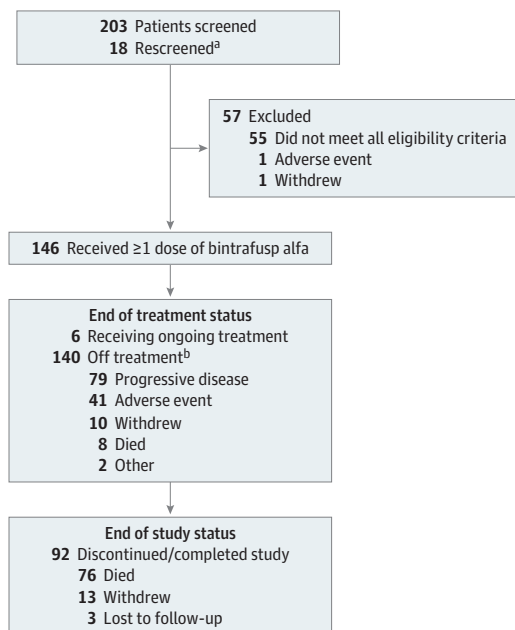 203 Patients screened
18 Rescreenedᵃ
57 Excluded
55 Did not meet all eligibility criteria
1 Adverse event
1 Withdrew
146 Received ≥1 dose of bintrafusp alfa
End of treatment status
6 Receiving ongoing treatment
140 Off treatmentᵇ
79 Progressive disease
41 Adverse event
10 Withdrew
8 Died
2 Other
End of study status
92 Discontinued/completed study
76 Died
13 Withdrew
3 Lost to follow-up